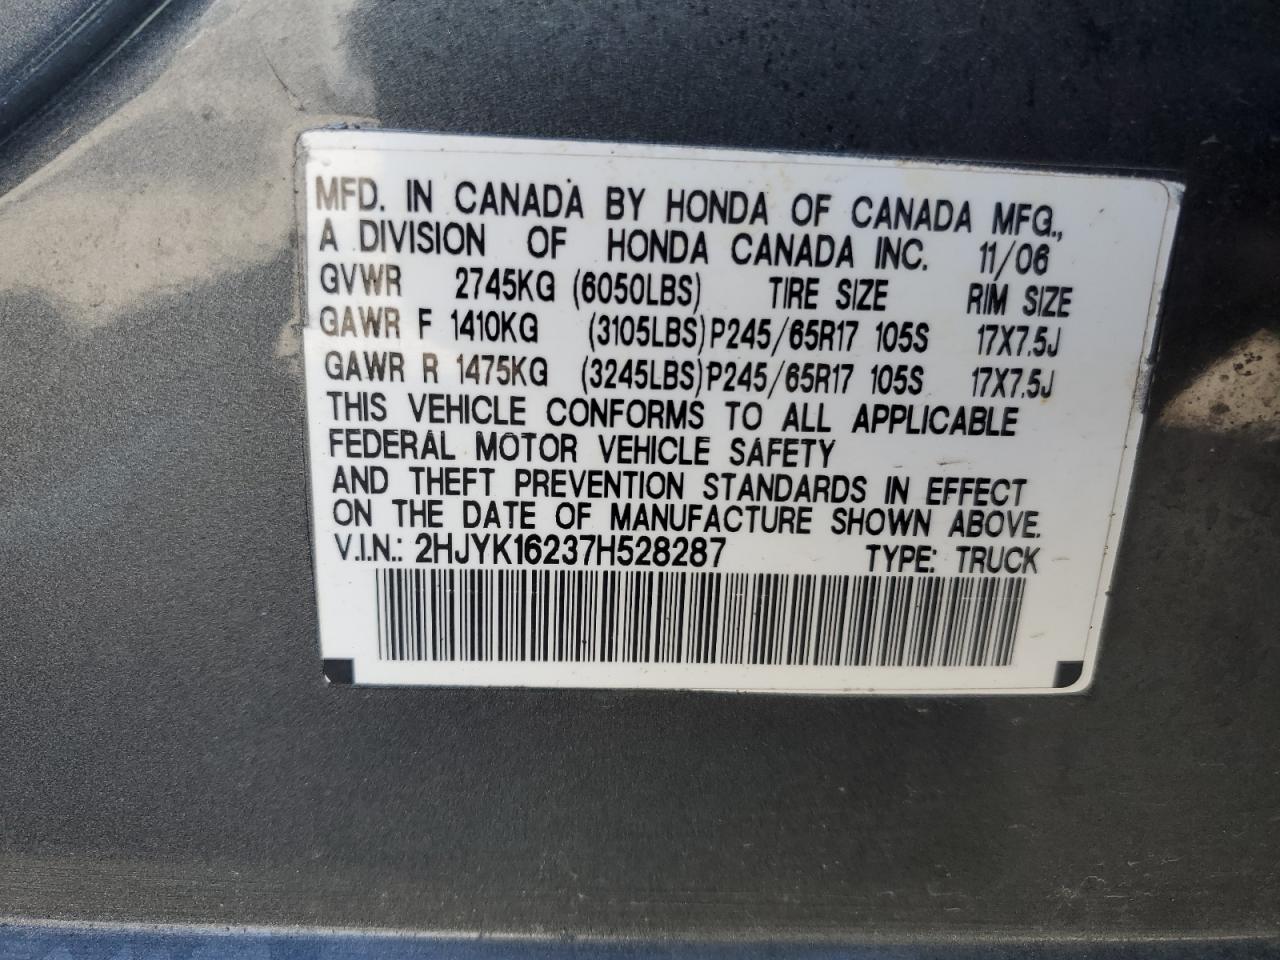 MFD. IN CANADA BY HONDA OF CANADA MFG.,
A DIVISION OF HONDA CANADA INC. 11/06
GVWR 2745KG (6050LBS) TIRE SIZE RIM SIZE
GAWR F 1410KG (3105LBS) P245/65R17 105S 17X7.5J
GAWR R 1475KG (3245LBS) P245/65R17 105S 17X7.5J
THIS VEHICLE CONFORMS TO ALL APPLICABLE
FEDERAL MOTOR VEHICLE SAFETY
AND THEFT PREVENTION STANDARDS IN EFFECT
ON THE DATE OF MANUFACTURE SHOWN ABOVE.
V.I.N.: 2HJYK16237H528287 TYPE: TRUCK